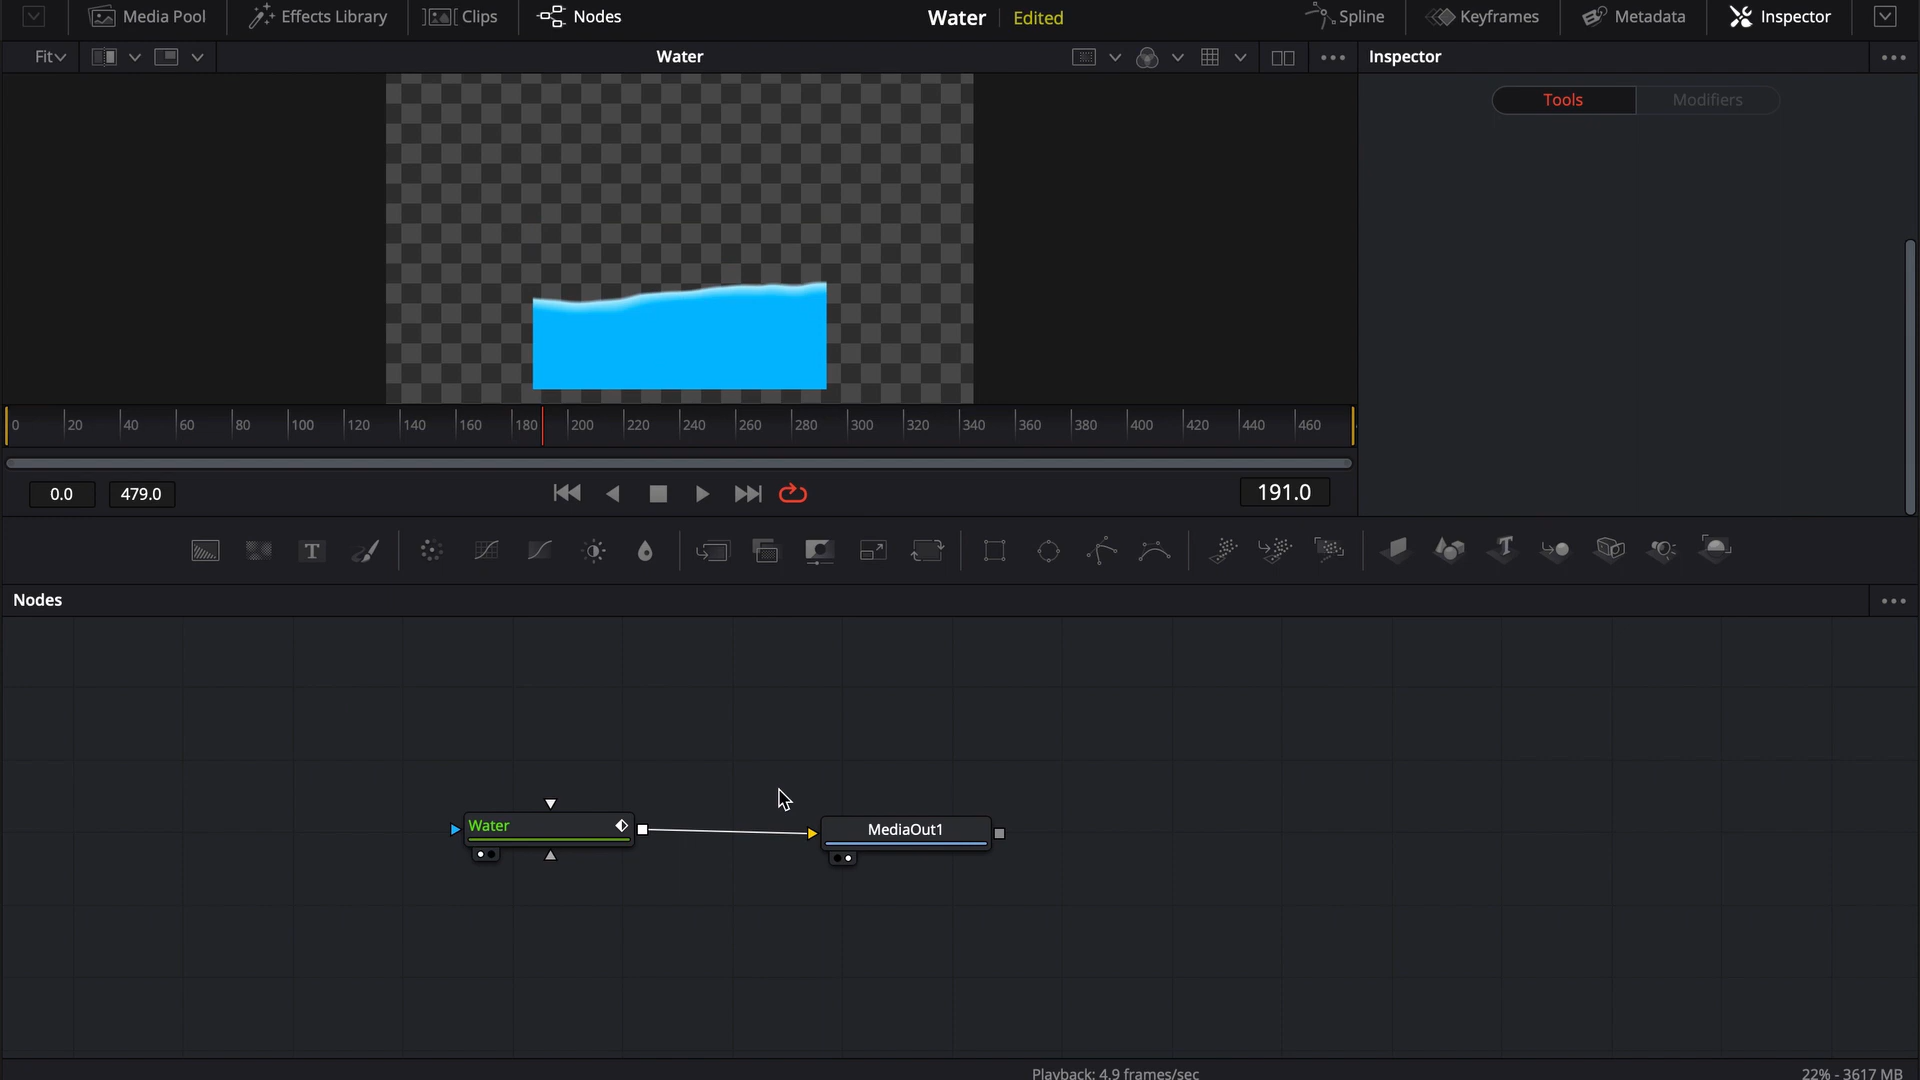 Media Pool
Effects Library
Clips
Nodes
Water
Edited
Spline
Keyframes
Metadata
Inspector
Fit
Water
Inspector
Tools
Modifiers
0 20 40 60 80 100 120 140 160 180 200 220 240 260 280 300 320 340 360 380 400 420 440 460
0.0
479.0
191.0
T
Nodes
Water
MediaOut1
Playback: 4.9 frames/sec
22% - 3617 MB